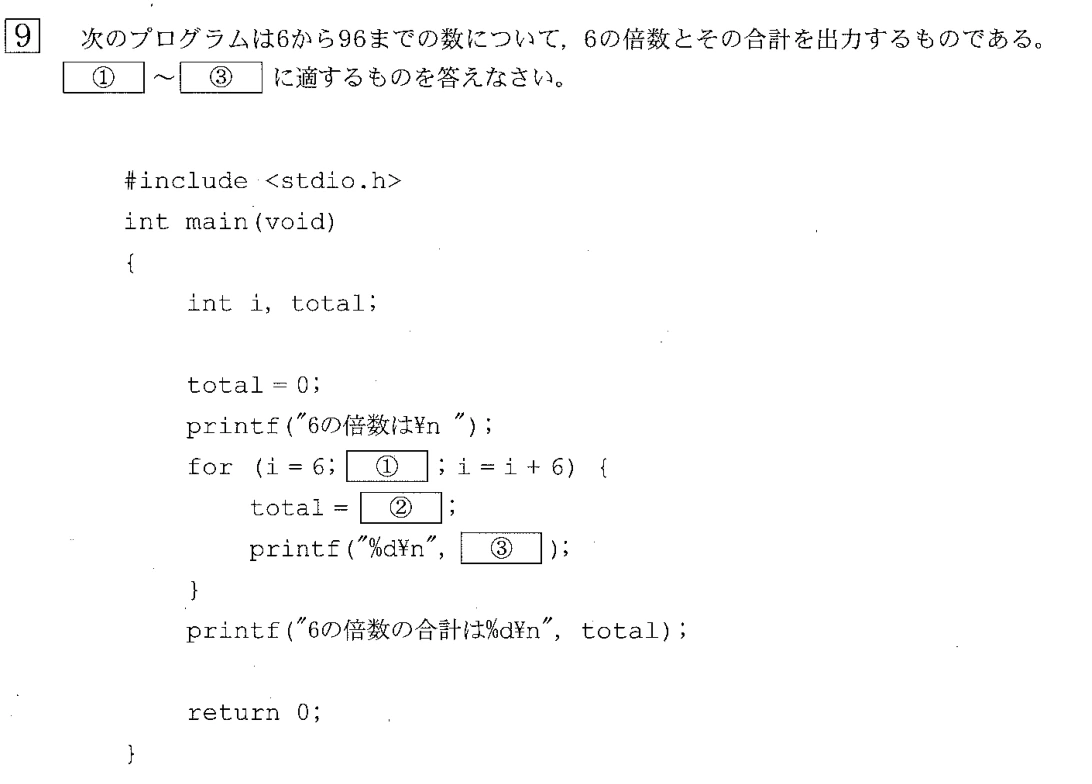 9 次のプログラムは6から96までの数について,6の倍数とその合計を出力するものである。
① ～ ③ に適するものを答えなさい。
#include <stdio.h>
int main(void)
{
int i, total;
total = 0;
printf("6の倍数は¥n ");
for (i = 6; ① ; i = i + 6) {
total = ② ;
printf("%d¥n", ③ );
}
printf("6の倍数の合計は%d¥n", total);
return 0;
}